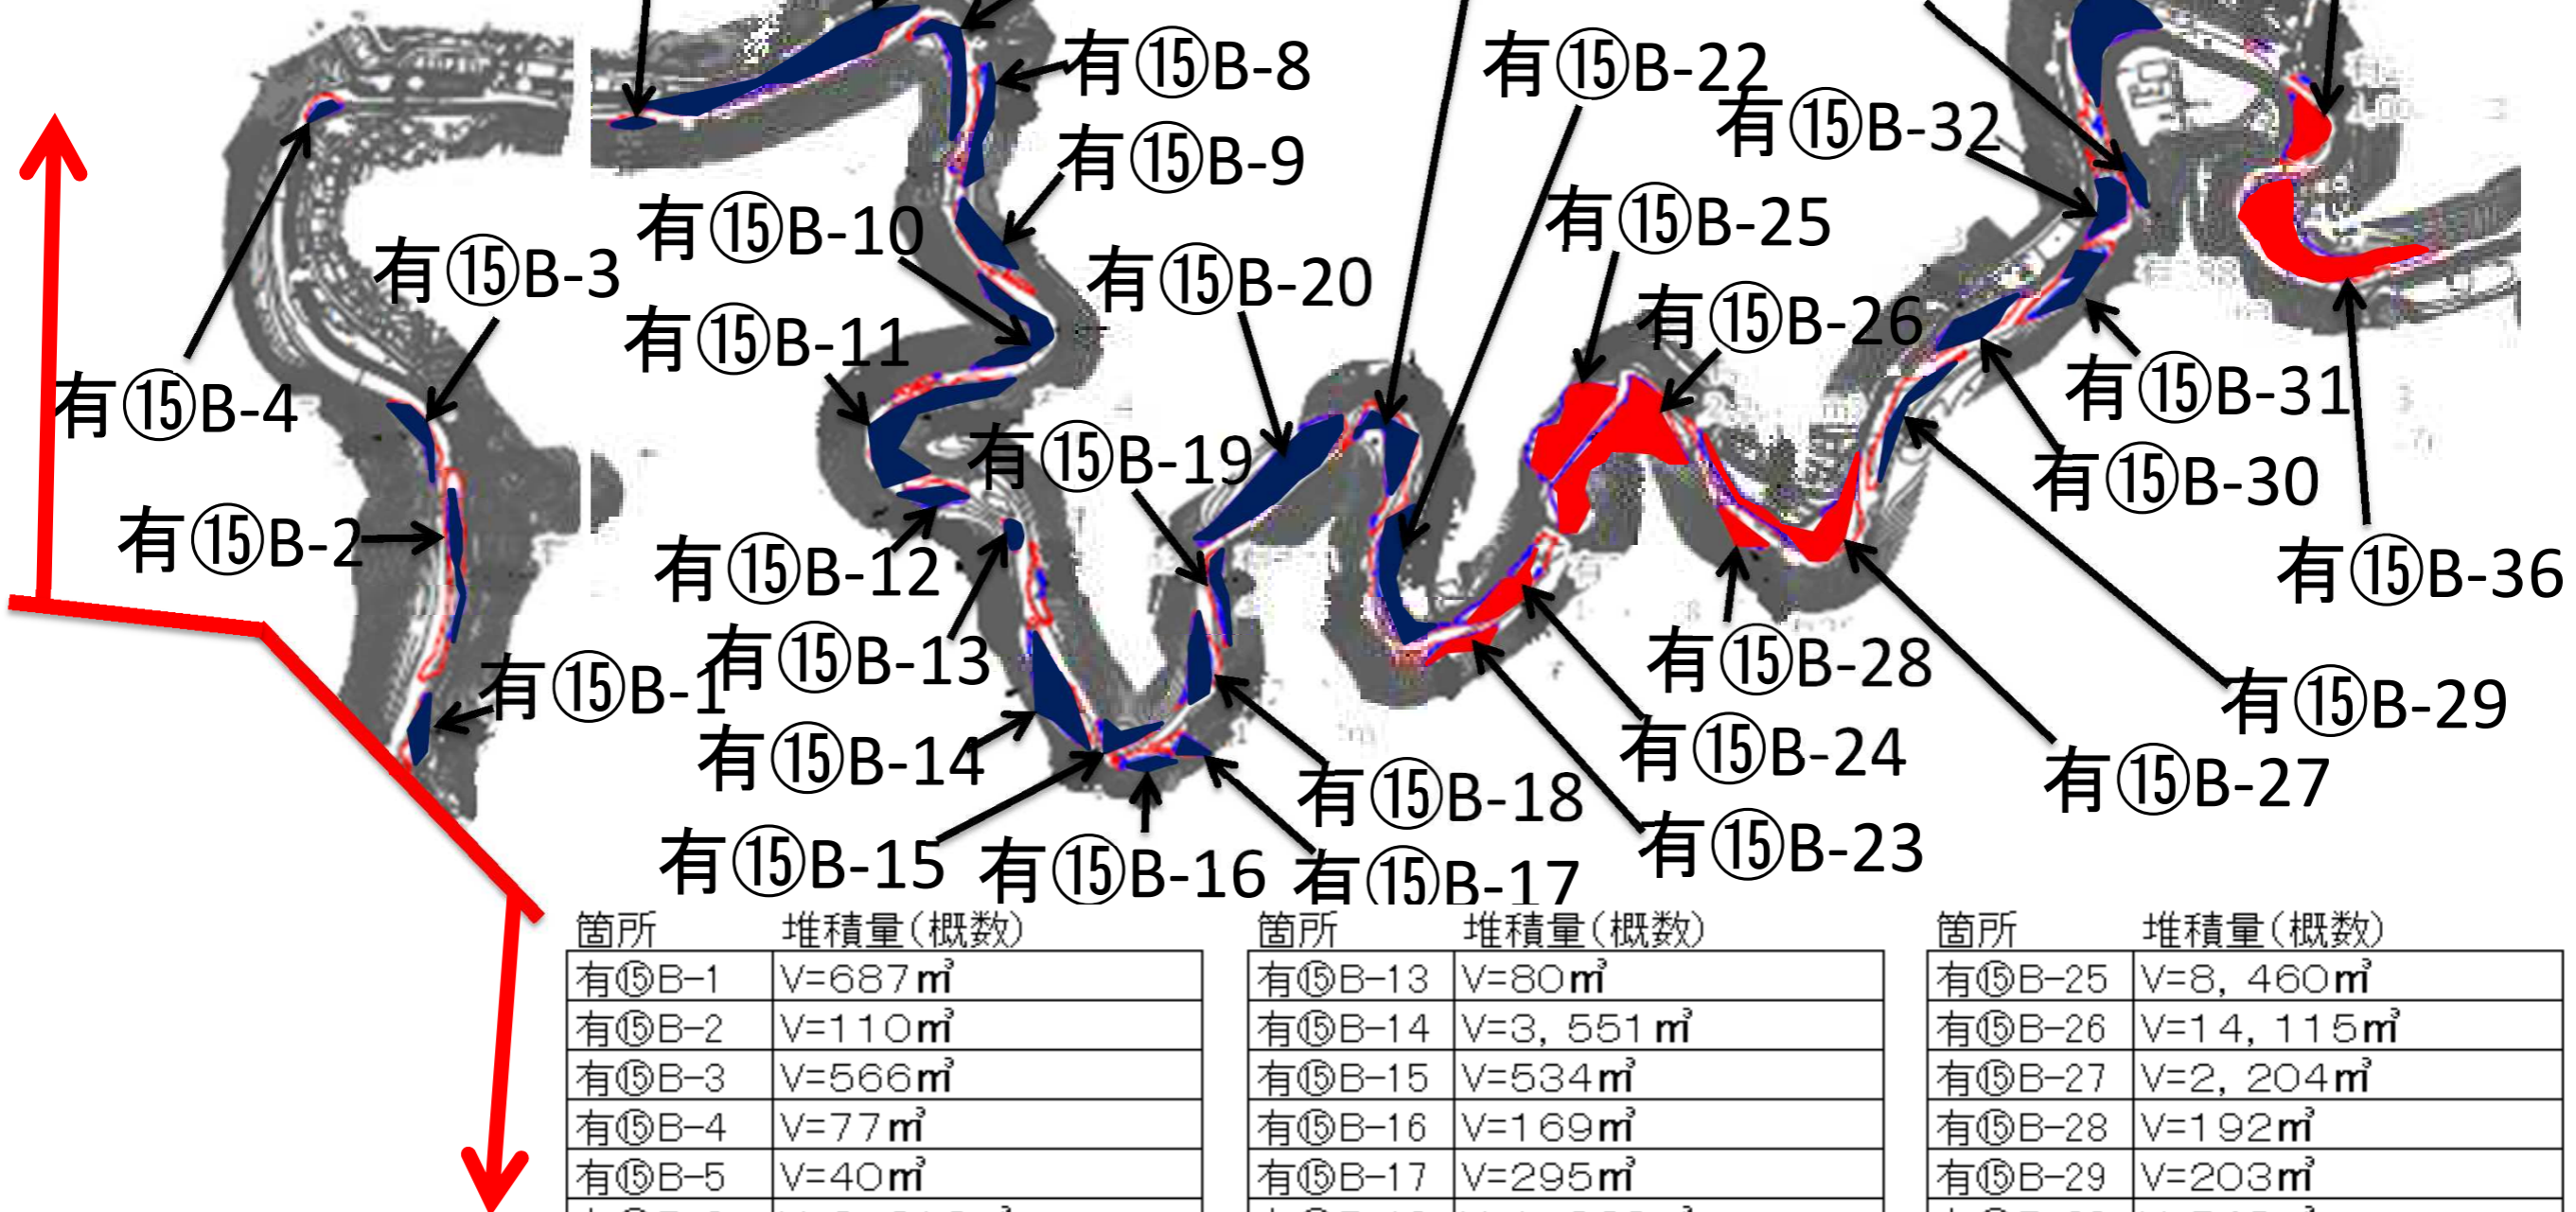 有⑮B-8
有⑮B-22
有⑮B-32
有⑮B-9
有⑮B-10
有⑮B-25
有⑮B-3
有⑮B-20
有⑮B-26
有⑮B-11
有⑮B-4
有⑮B-31
有⑮B-19
有⑮B-30
有⑮B-2
有⑮B-12
有⑮B-36
有⑮B-13
有⑮B-1
有⑮B-28
有⑮B-29
有⑮B-14
有⑮B-24
有⑮B-18
有⑮B-27
有⑮B-15
有⑮B-16
有⑮B-17
有⑮B-23
箇所 堆積量(概数)
有⑮B-1 V=687㎥
有⑮B-2 V=110㎥
有⑮B-3 V=566㎥
有⑮B-4 V=77㎥
有⑮B-5 V=40㎥
箇所 堆積量(概数)
有⑮B-13 V=80㎥
有⑮B-14 V=3, 551㎥
有⑮B-15 V=534㎥
有⑮B-16 V=169㎥
有⑮B-17 V=295㎥
箇所 堆積量(概数)
有⑮B-25 V=8, 460㎥
有⑮B-26 V=14, 115㎥
有⑮B-27 V=2, 204㎥
有⑮B-28 V=192㎥
有⑮B-29 V=203㎥